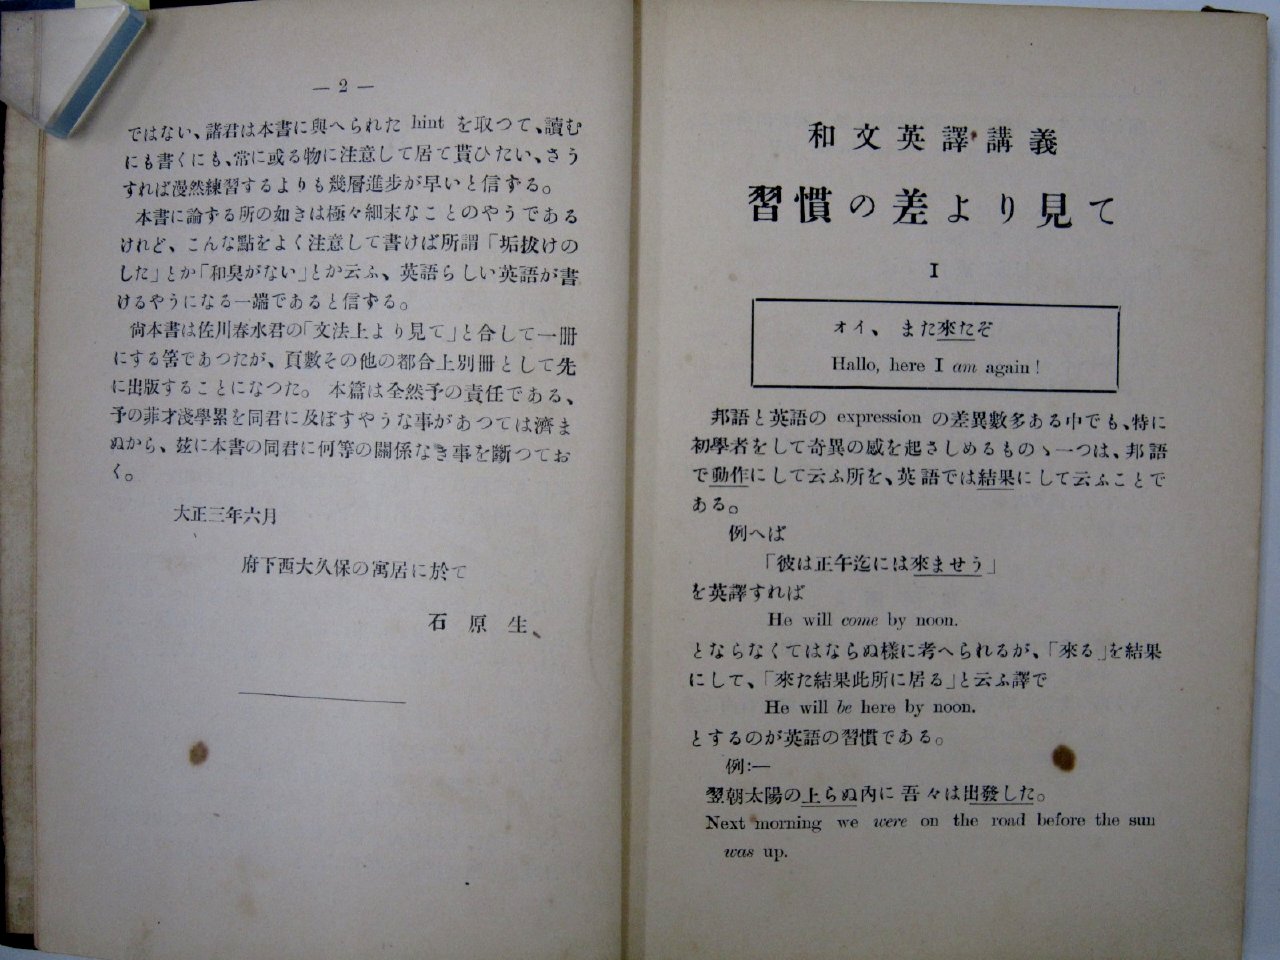 — 2 —
ではない、諸君は本書に與へられた hint を取つて、讀む
にも書くにも、常に或る物に注意して居て貰ひたい、さう
すれば漫然練習するよりも幾層進步が早いと信ずる。
本書に論ずる所の如きは極々細末なことのやうである
けれど、こんな點をよく注意して書けば所謂「垢拔けの
した」とか「和臭がない」とか云ふ、英語らしい英語が書
けるやうになる一端であると信ずる。
尙本書は佐川春水君の「文法上より見て」と合して一冊
にする筈であつたが、頁數その他の都合上別冊として先
に出版することになつた。 本篇は全然予の責任である、
予の菲才淺學累を同君に及ぼすやうな事があつては濟ま
ぬから、玆に本書の同君に何等の關係なき事を斷つてお
く。
大正三年六月
府下西大久保の寓居に於て
石原生
和文英譯講義
習慣の差より見て
I
オイ、また來たぞ
Hallo, here I am again!
邦語と英語の expression の差異數多ある中でも、特に
初學者をして奇異の感を起さしめるものゝ一つは、邦語
で動作にして云ふ所を、英語では結果にして云ふことで
ある。
例へば
「彼は正午迄には來ませう」
を英譯すれば
He will come by noon.
とならなくてはならぬ樣に考へられるが、「來る」を結果
にして、「來た結果此所に居る」と云ふ譯で
He will be here by noon.
とするのが英語の習慣である。
例:—
翌朝太陽の上らぬ內に吾々は出發した。
Next morning we were on the road before the sun
was up.